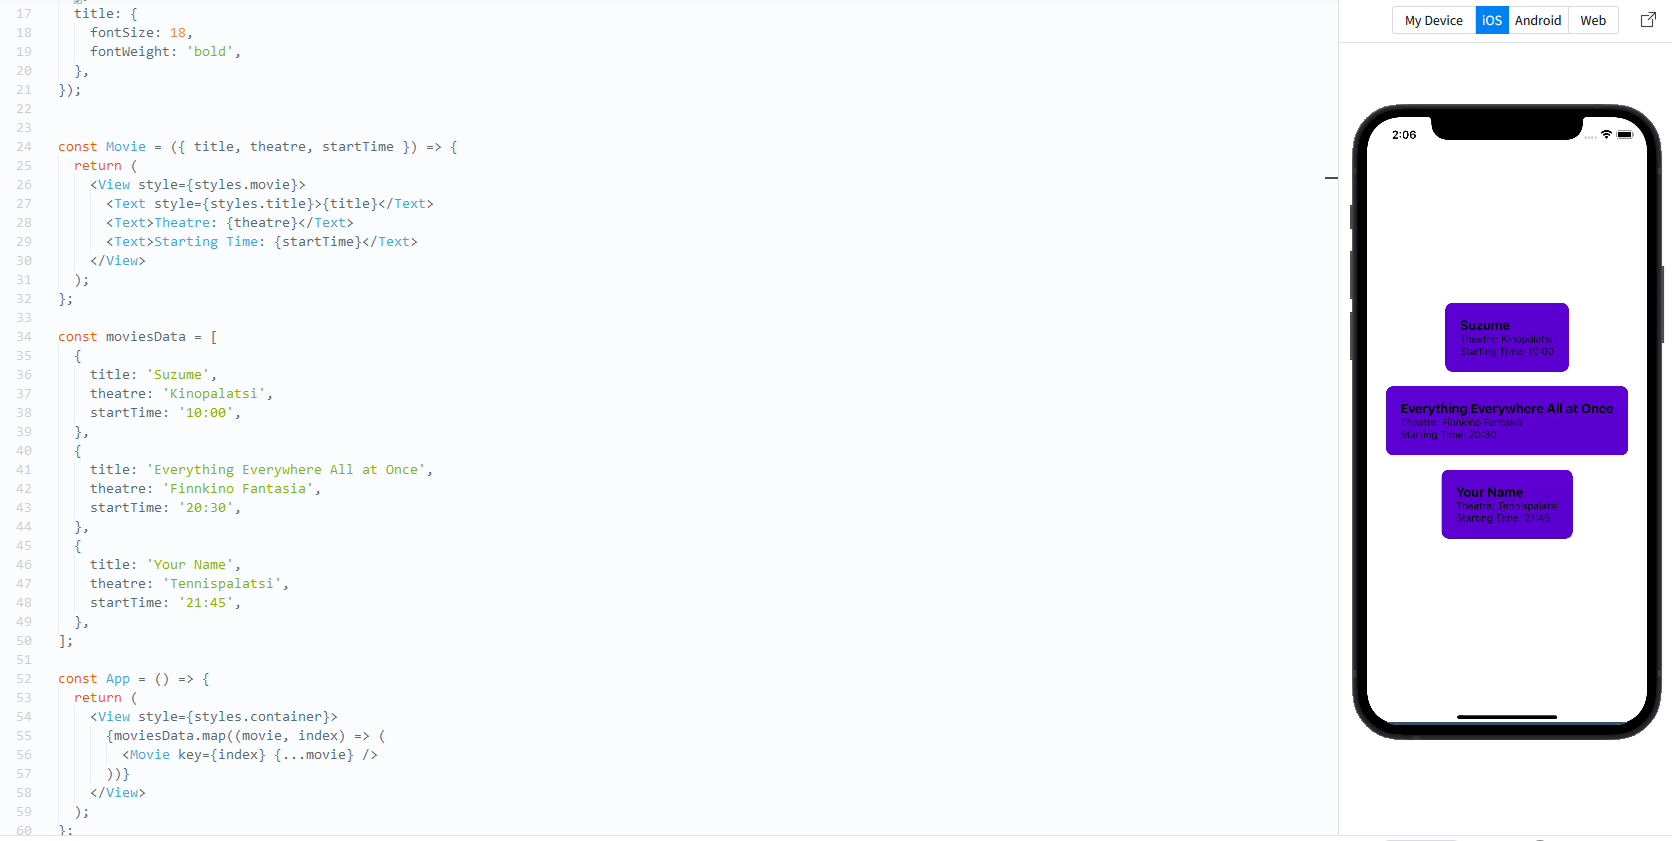 17 title: {
18 fontSize: 18,
19 fontWeight: 'bold',
20 },
21 });
22
23
24 const Movie = ({ title, theatre, startTime }) => {
25 return (
26 <View style={styles.movie}>
27 <Text style={styles.title}>{title}</Text>
28 <Text>Theatre: {theatre}</Text>
29 <Text>Starting Time: {startTime}</Text>
30 </View>
31 );
32 };
33
34 const moviesData = [
35 {
36 title: 'Suzume',
37 theatre: 'Kinopalatsi',
38 startTime: '10:00',
39 },
40 {
41 title: 'Everything Everywhere All at Once',
42 theatre: 'Finnkino Fantasia',
43 startTime: '20:30',
44 },
45 {
46 title: 'Your Name',
47 theatre: 'Tennispalatsi',
48 startTime: '21:45',
49 },
50 ];
51
52 const App = () => {
53 return (
54 <View style={styles.container}>
55 {moviesData.map((movie, index) => (
56 <Movie key={index} {...movie} />
57 ))}
58 </View>
59 );
60 };
My Device iOS Android Web
2:06
Suzume
Theatre: Kinopalatsi
Starting Time: 10:00
Everything Everywhere All at Once
Theatre: Finnkino Fantasia
Starting Time: 20:30
Your Name
Theatre: Tennispalatsi
Starting Time: 21:45